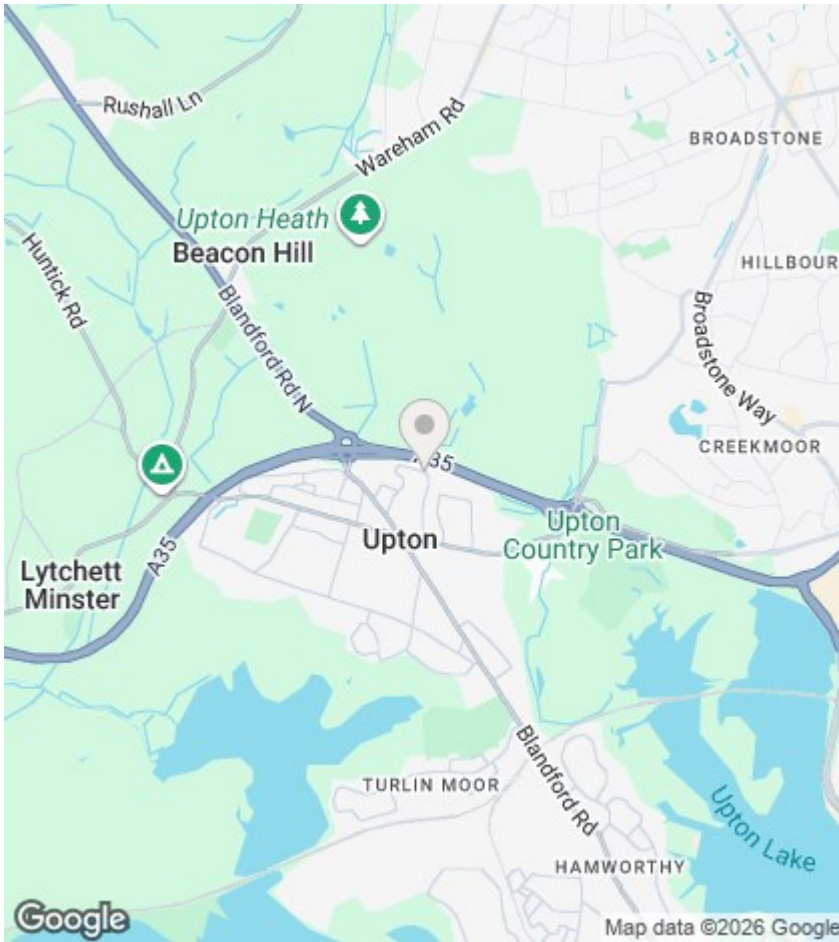 Rushall Ln
Wareham Rd
BROADSTONE
Upton Heath
Beacon Hill
HILLBOUR
Huntick Rd
Blandford Rd N
Broadstone Way
CREEKMOOR
A35
Upton
Upton
Country Park
Lytchett
Minster
A35
Blandford Rd
TURLIN MOOR
Upton Lake
HAMWORTHY
Google
Map data ©2026 Google